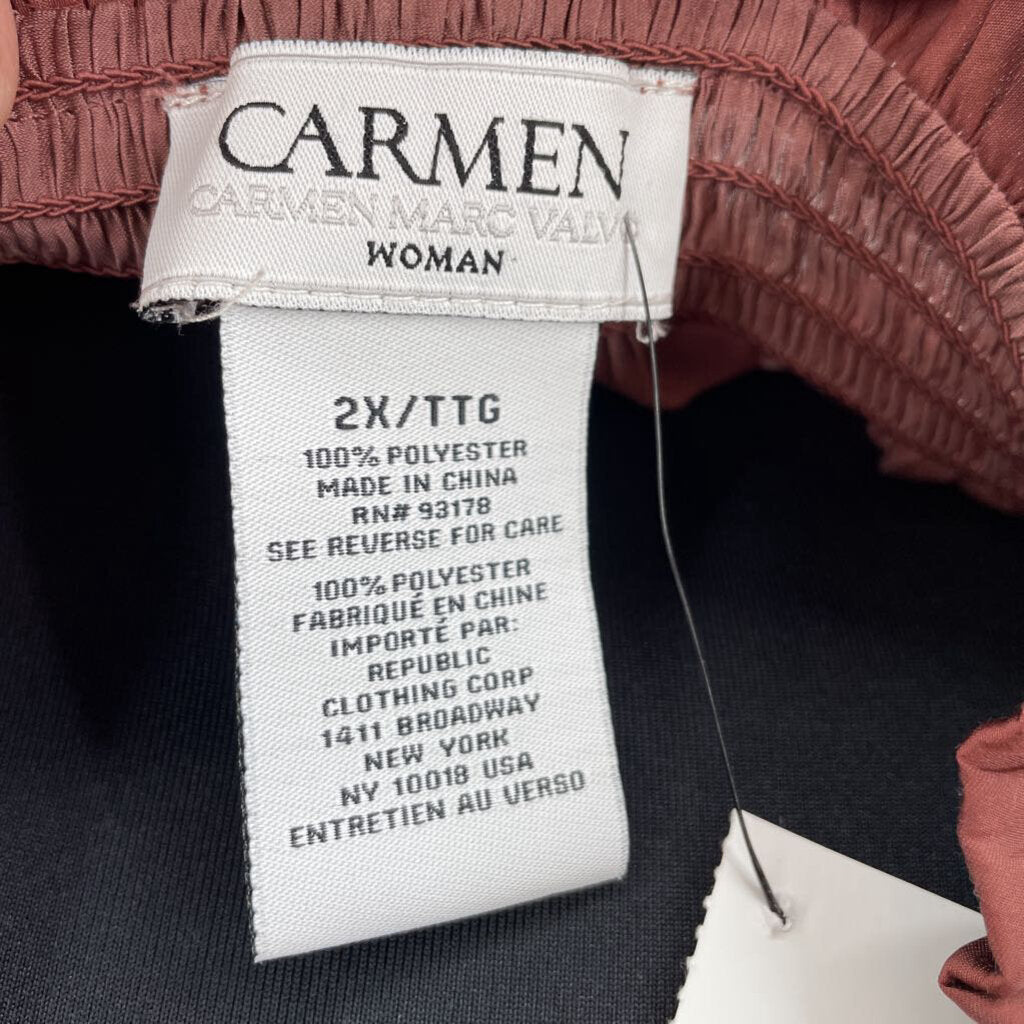 CARMEN
CARMEN MARC VALVO
WOMAN
2X/TTG
100% POLYESTER
MADE IN CHINA
RN# 93178
SEE REVERSE FOR CARE
100% POLYESTER
FABRIQUÉ EN CHINE
IMPORTÉ PAR:
REPUBLIC
CLOTHING CORP
1411 BROADWAY
NEW YORK
NY 10018 USA
ENTRETIEN AU VERSO